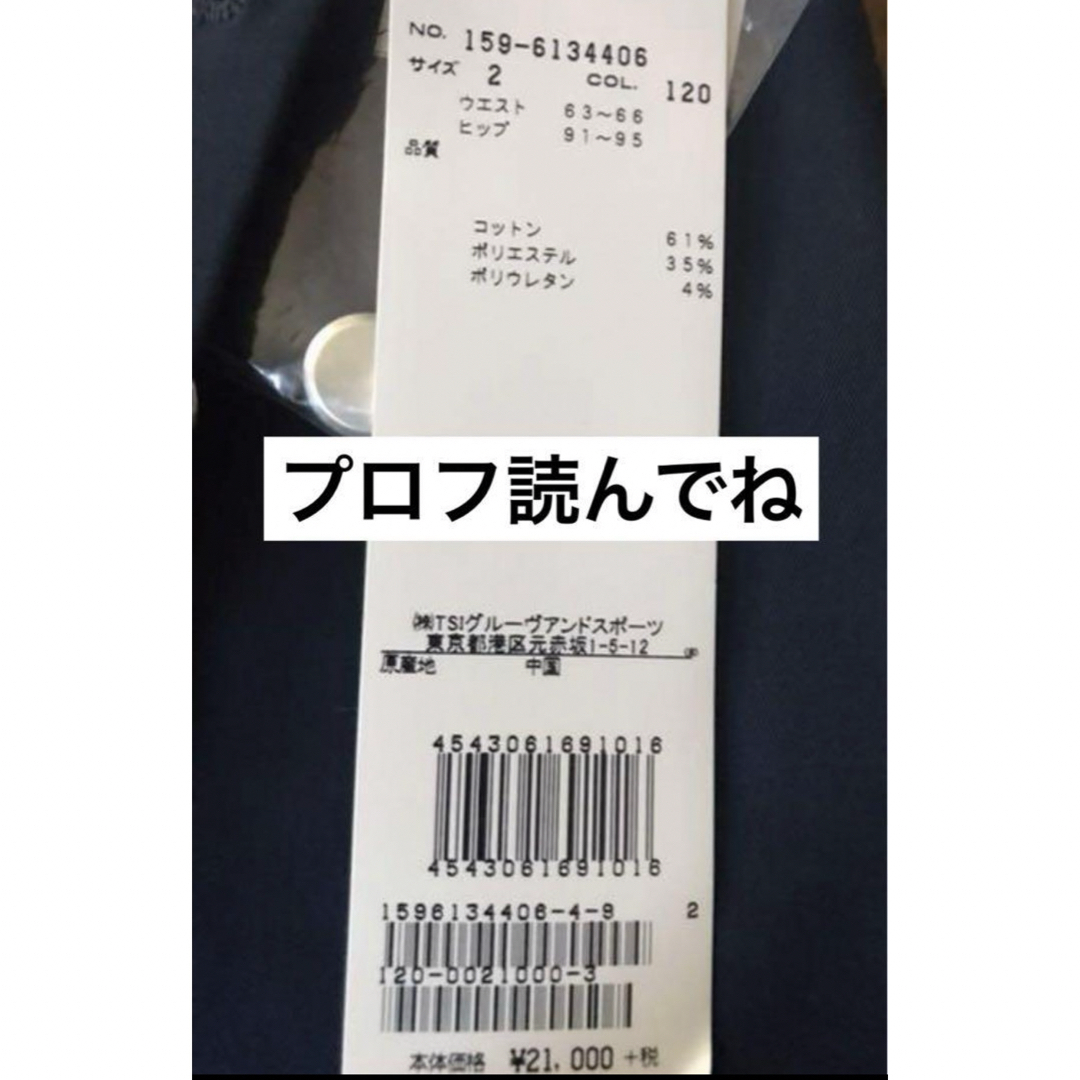 NO. 159-6134406
サイズ 2 COL. 120
ウエスト 63～66
ヒップ 91～95
品質
コットン 61%
ポリエステル 35%
ポリウレタン 4%
プロフ読んでね
㈱TSIグルーヴアンドスポーツ
東京都港区元赤坂1-5-12
原産地 中国
4543061691016
4543061691016
1596134406-4-9 2
120-0021000-3
本体価格 ¥21,000 +税